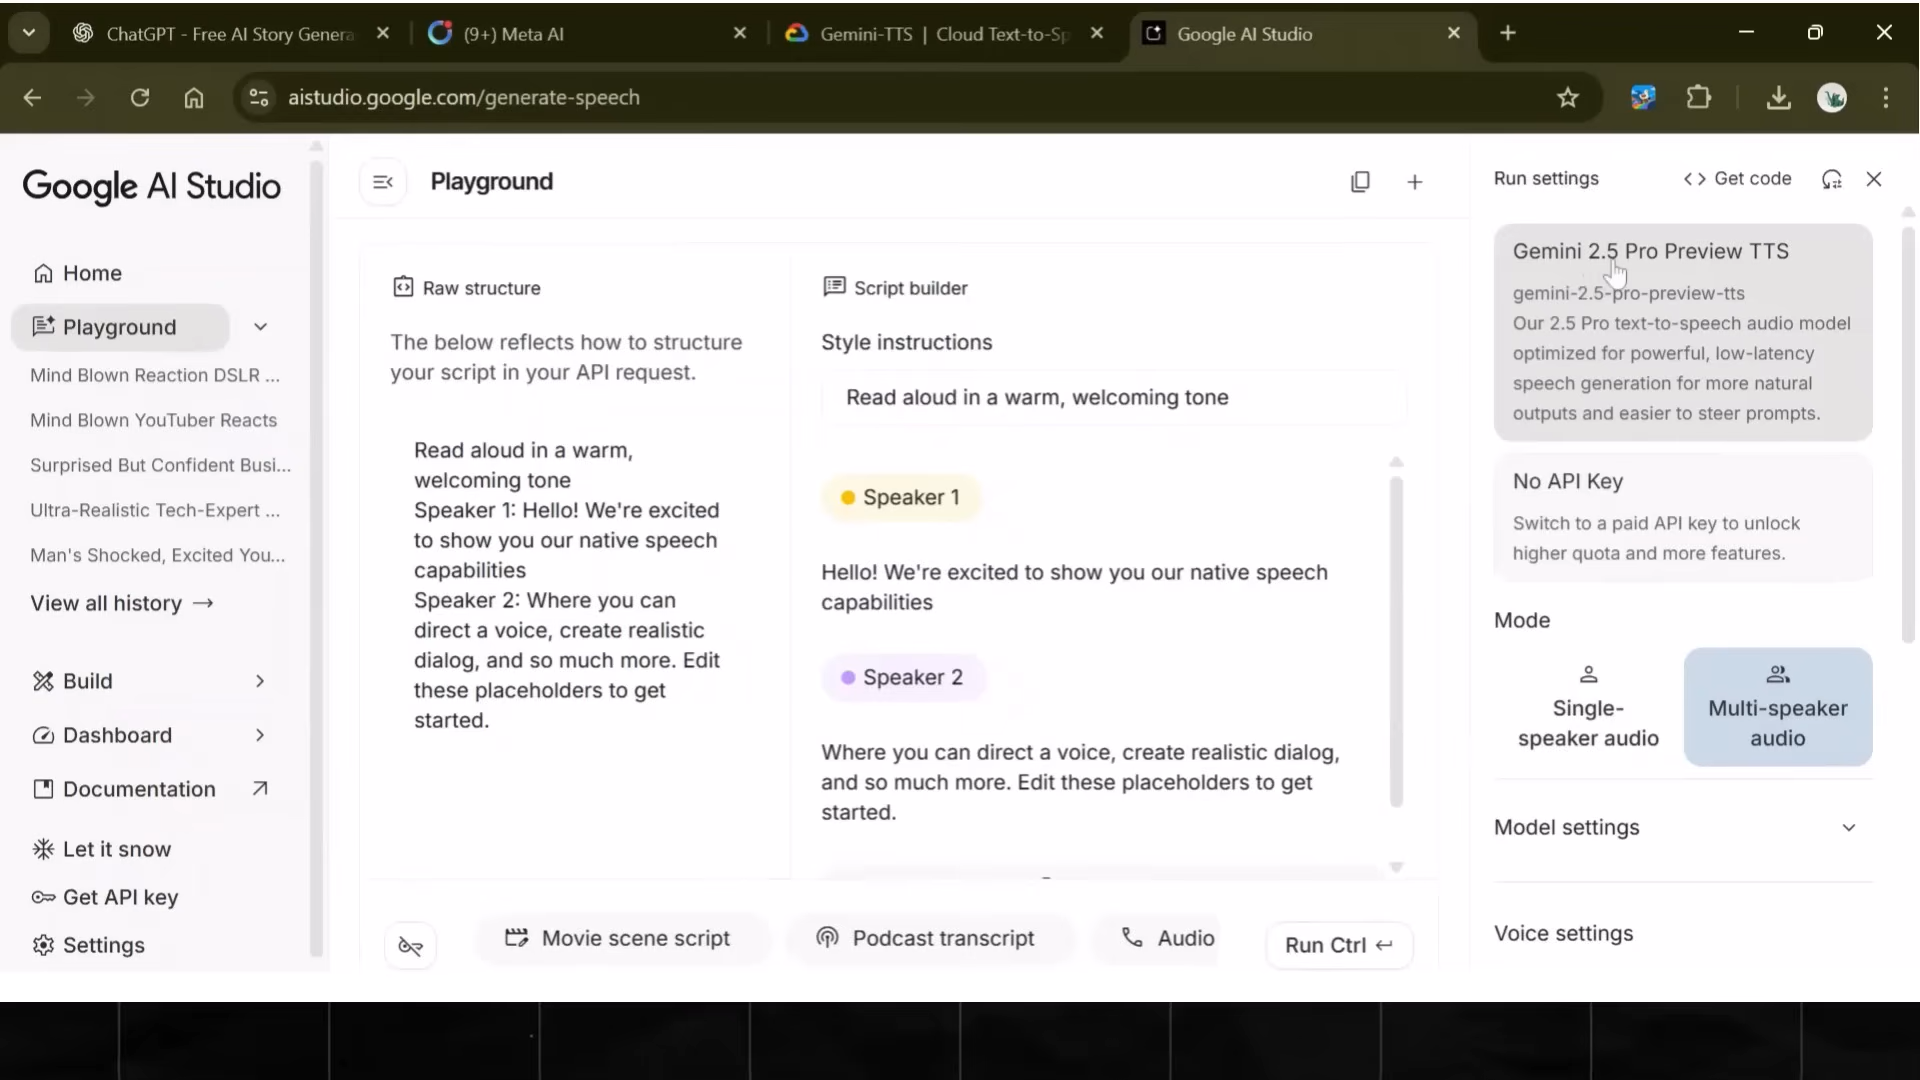 ChatGPT - Free AI Story Genera
(9+) Meta AI
Gemini-TTS | Cloud Text-to-Sp
Google AI Studio
aistudio.google.com/generate-speech
Google AI Studio
Home
Playground
Mind Blown Reaction DSLR ...
Mind Blown YouTuber Reacts
Surprised But Confident Busi...
Ultra-Realistic Tech-Expert ...
Man's Shocked, Excited You...
View all history →
Build
Dashboard
Documentation
Let it snow
Get API key
Settings
Playground
Raw structure
The below reflects how to structure
your script in your API request.
Read aloud in a warm,
welcoming tone
Speaker 1: Hello! We're excited
to show you our native speech
capabilities
Speaker 2: Where you can
direct a voice, create realistic
dialog, and so much more. Edit
these placeholders to get
started.
Script builder
Style instructions
Read aloud in a warm, welcoming tone
Speaker 1
Hello! We're excited to show you our native speech
capabilities
Speaker 2
Where you can direct a voice, create realistic dialog,
and so much more. Edit these placeholders to get
started.
Movie scene script
Podcast transcript
Audio
Run Ctrl ↵
Run settings
<> Get code
Gemini 2.5 Pro Preview TTS
gemini-2.5-pro-preview-tts
Our 2.5 Pro text-to-speech audio model
optimized for powerful, low-latency
speech generation for more natural
outputs and easier to steer prompts.
No API Key
Switch to a paid API key to unlock
higher quota and more features.
Mode
Single-
speaker audio
Multi-speaker
audio
Model settings
Voice settings